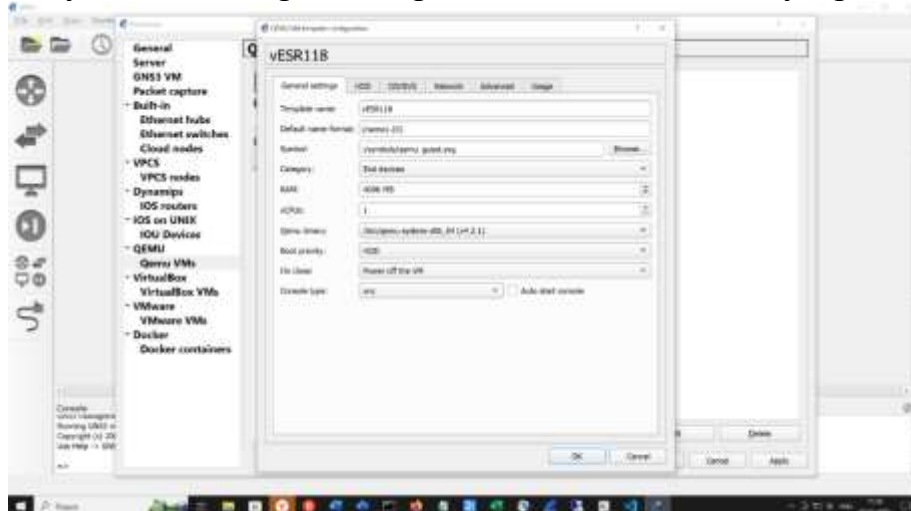 General
Server
GNS3 VM
Packet capture
Built-in
Ethernet hubs
Ethernet switches
Cloud nodes
VPCS
VPCS nodes
Dynamips
IOS routers
IOS on UNIX
IOU Devices
QEMU
Qemu VMs
VirtualBox
VirtualBox VMs
VMware
VMware VMs
Docker
Docker containers
Q
vESR118
General settings
HDD
CD/DVD
Network
Advanced
Usage
Template name:
vESR118
Default name format:
Symbol:
Browse...
Category:
End devices
RAM:
4096 MB
vCPUs:
1
Qemu binary:
Boot priority:
HDD
On close:
Power off the VM
Console type:
Auto start console
OK
Cancel
Delete
Cancel
Apply
Console